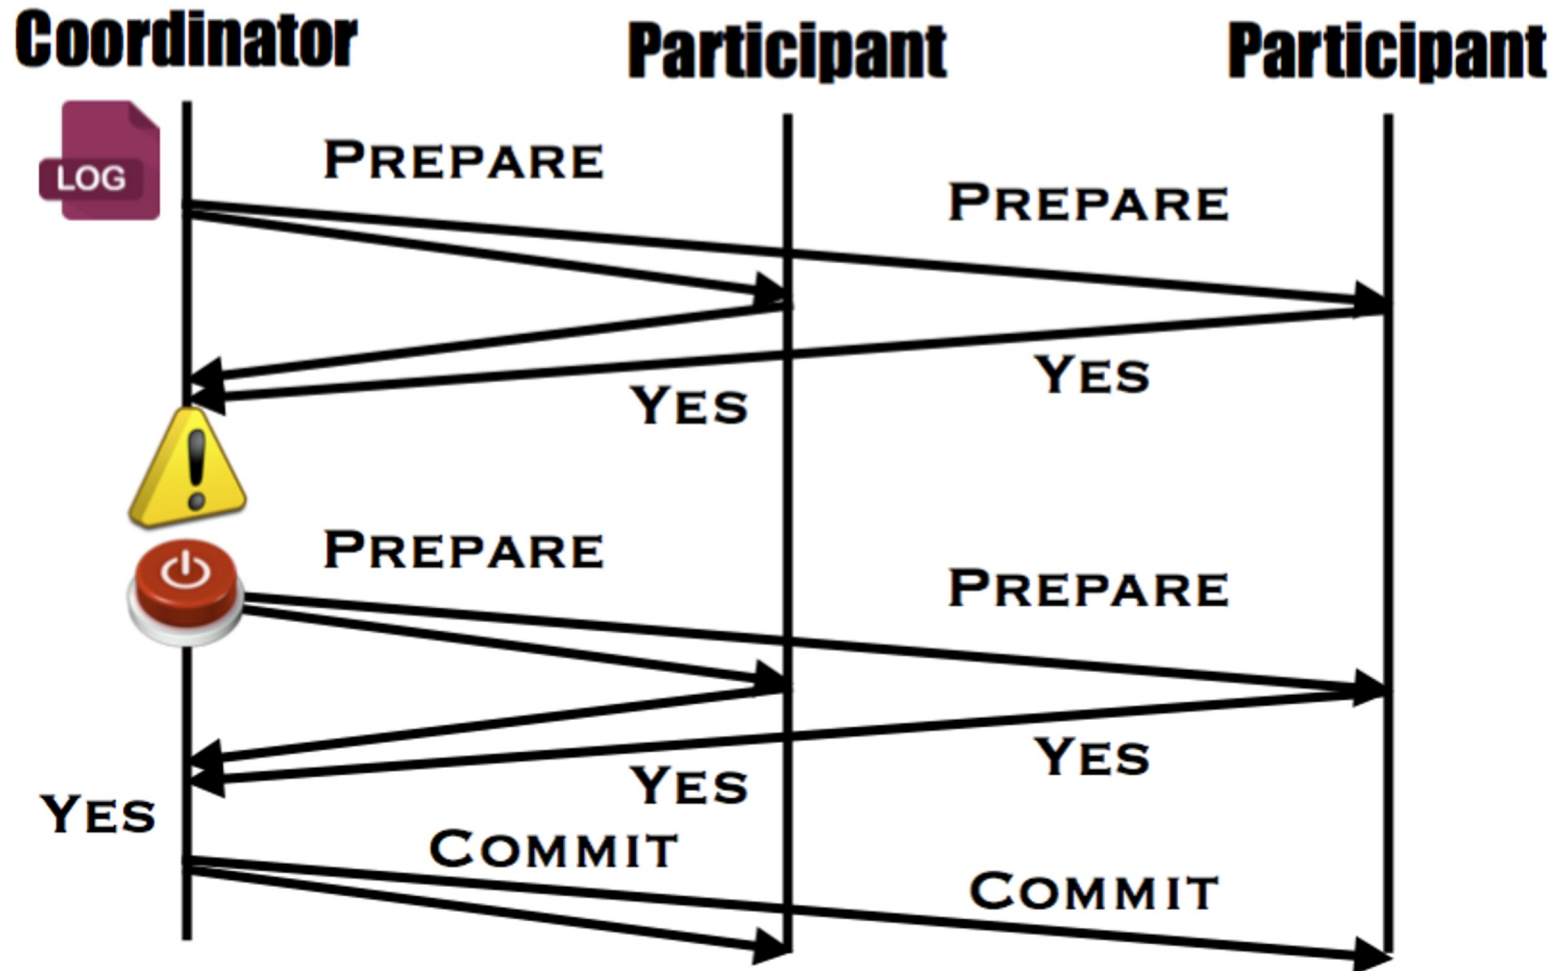 Coordinator
Participant
Participant
LOG
PREPARE
PREPARE
YES
YES
PREPARE
PREPARE
YES
YES
YES
COMMIT
COMMIT